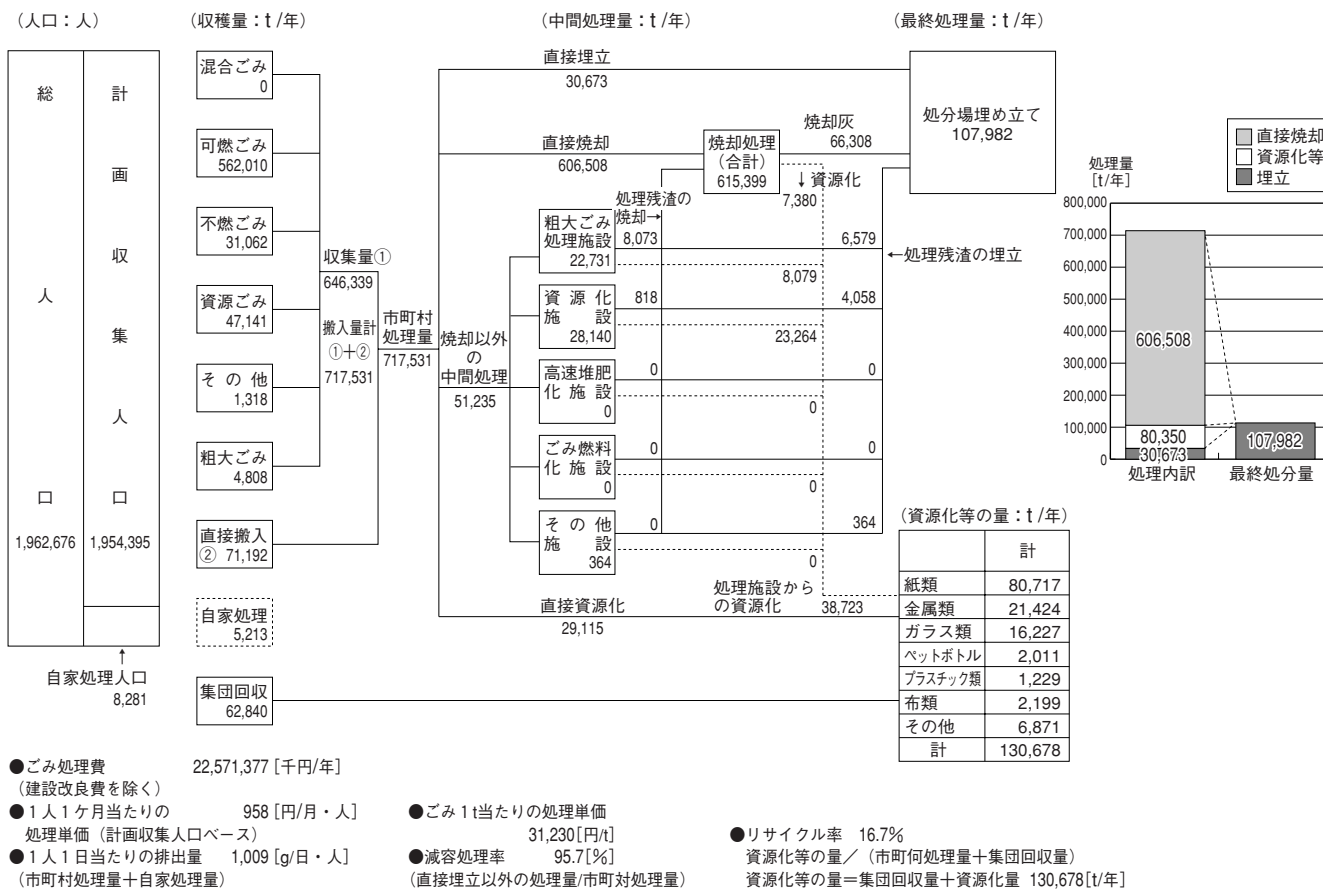 （人口：人）
（収穫量：t /年）
（中間処理量：t /年）
（最終処理量：t /年）
総人口
1,962,676
計画収集人口
1,954,395
自家処理人口
8,281
混合ごみ
0
可燃ごみ
562,010
不燃ごみ
31,062
資源ごみ
47,141
その他
1,318
粗大ごみ
4,808
直接搬入
② 71,192
自家処理
5,213
集団回収
62,840
収集量①
646,339
搬入量計
①＋②
717,531
市町村
処理量
717,531
直接埋立
30,673
直接焼却
606,508
焼却以外
の
中間処理
51,235
直接資源化
29,115
焼却処理
（合計）
615,399
焼却灰
66,308
↓資源化
7,380
処理残渣の
焼却→
粗大ごみ
処理施設
22,731
8,073
6,579
8,079
←処理残渣の埋立
資源化
施設
28,140
818
4,058
23,264
高速堆肥
化施設
0
0
0
0
ごみ燃料
化施設
0
0
0
0
その他
施設
364
0
364
0
処理施設から
の資源化
38,723
処分場埋め立て
107,982
直接焼却
資源化等
埋立
処理量
[t/年]
800,000
700,000
600,000
500,000
400,000
300,000
200,000
100,000
0
606,508
80,350
30,673
107,982
処理内訳
最終処分量
（資源化等の量：t /年）
計
紙類 80,717
金属類 21,424
ガラス類 16,227
ペットボトル 2,011
プラスチック類 1,229
布類 2,199
その他 6,871
計 130,678
●ごみ処理費 22,571,377 [千円/年]
（建設改良費を除く）
●1人1ケ月当たりの 958 [円/月・人]
処理単価（計画収集人口ベース）
●1人1日当たりの排出量 1,009 [g/日・人]
（市町村処理量＋自家処理量）
●ごみ1t当たりの処理単価
31,230[円/t]
●減容処理率 95.7[%]
（直接埋立以外の処理量/市町対処理量）
●リサイクル率 16.7%
資源化等の量／（市町何処理量＋集団回収量）
資源化等の量＝集団回収量＋資源化量 130,678[t/年]